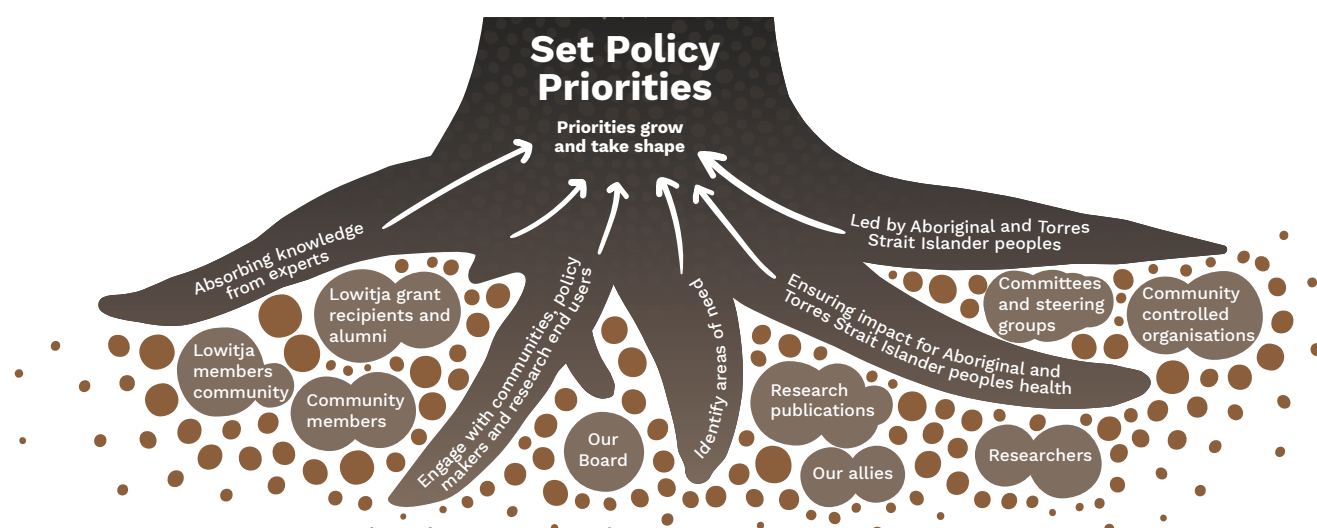 Set Policy
Priorities
Priorities grow
and take shape
Absorbing knowledge
from experts
Engage with communities, policy
makers and research end users
Identify areas of need
Ensuring impact for Aboriginal and
Torres Strait Islander peoples health
Led by Aboriginal and Torres
Strait Islander peoples
Lowitja grant
recipients and
alumni
Lowitja
members
community
Community
members
Our
Board
Research
publications
Our allies
Committees
and steering
groups
Community
controlled
organisations
Researchers